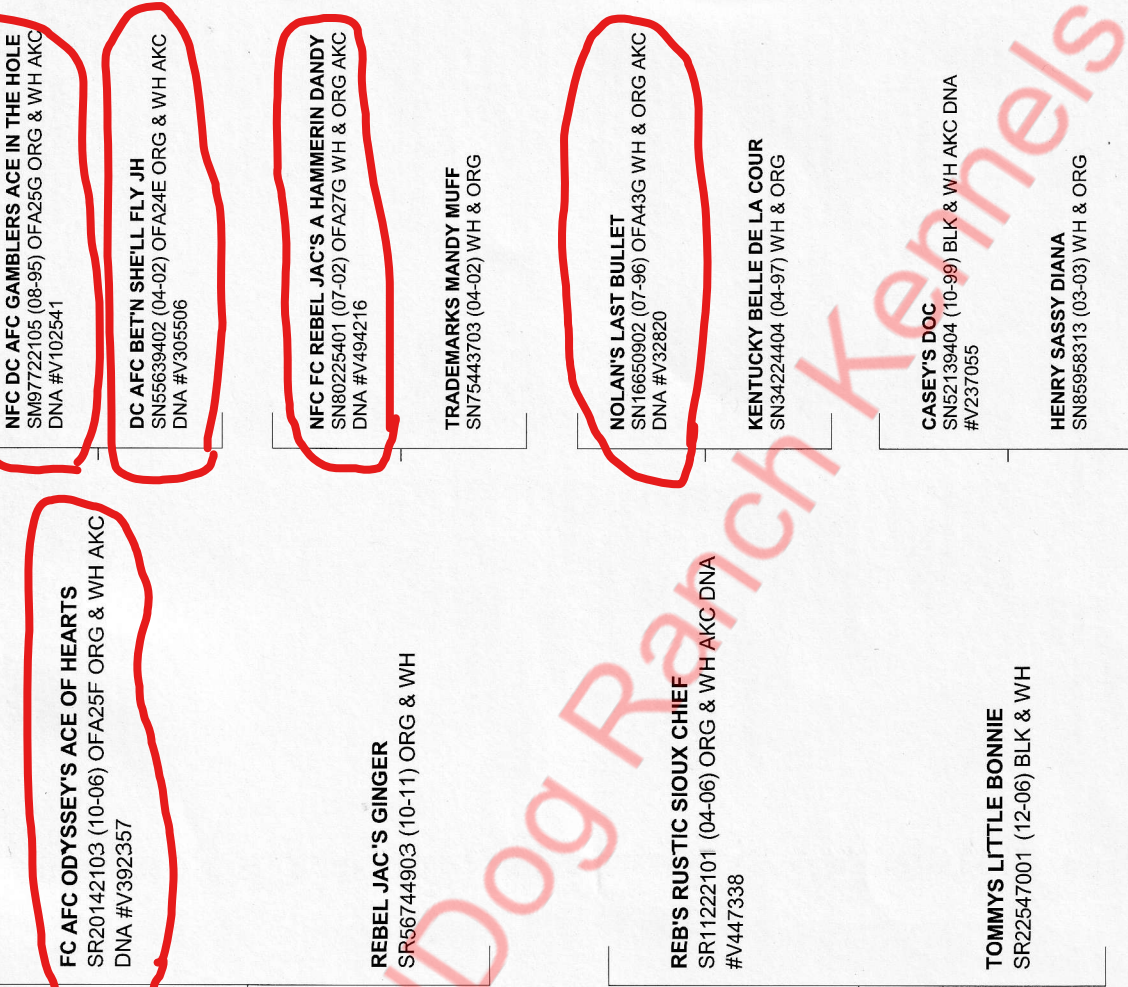 FC AFC ODYSSEY'S ACE OF HEARTS
SR20142103 (10-06) OFA25F ORG & WH AKC
DNA #V392357
REBEL JAC'S GINGER
SR56744903 (10-11) ORG & WH
REB'S RUSTIC SIOUX CHIEF
SR11222101 (04-06) ORG & WH AKC DNA
#V447338
TOMMYS LITTLE BONNIE
SR22547001 (12-06) BLK & WH
NFC DC AFC GAMBLERS ACE IN THE HOLE
SM97722105 (08-95) OFA25G ORG & WH AKC
DNA #V102541
DC AFC BET'N SHE'LL FLY JH
SN55639402 (04-02) OFA24E ORG & WH AKC
DNA #V305506
NFC FC REBEL JAC'S A HAMMERIN DANDY
SN80225401 (07-02) OFA27G WH & ORG AKC
DNA #V494216
TRADEMARKS MANDY MUFF
SN75443703 (04-02) WH & ORG
NOLAN'S LAST BULLET
SN16650902 (07-96) OFA43G WH & ORG AKC
DNA #V32820
KENTUCKY BELLE DE LA COUR
SN34224404 (04-97) WH & ORG
CASEY'S DOC
SN52139404 (10-99) BLK & WH AKC DNA
#V237055
HENRY SASSY DIANA
SN85958313 (03-03) WH & ORG
Dog Ranch Kennels